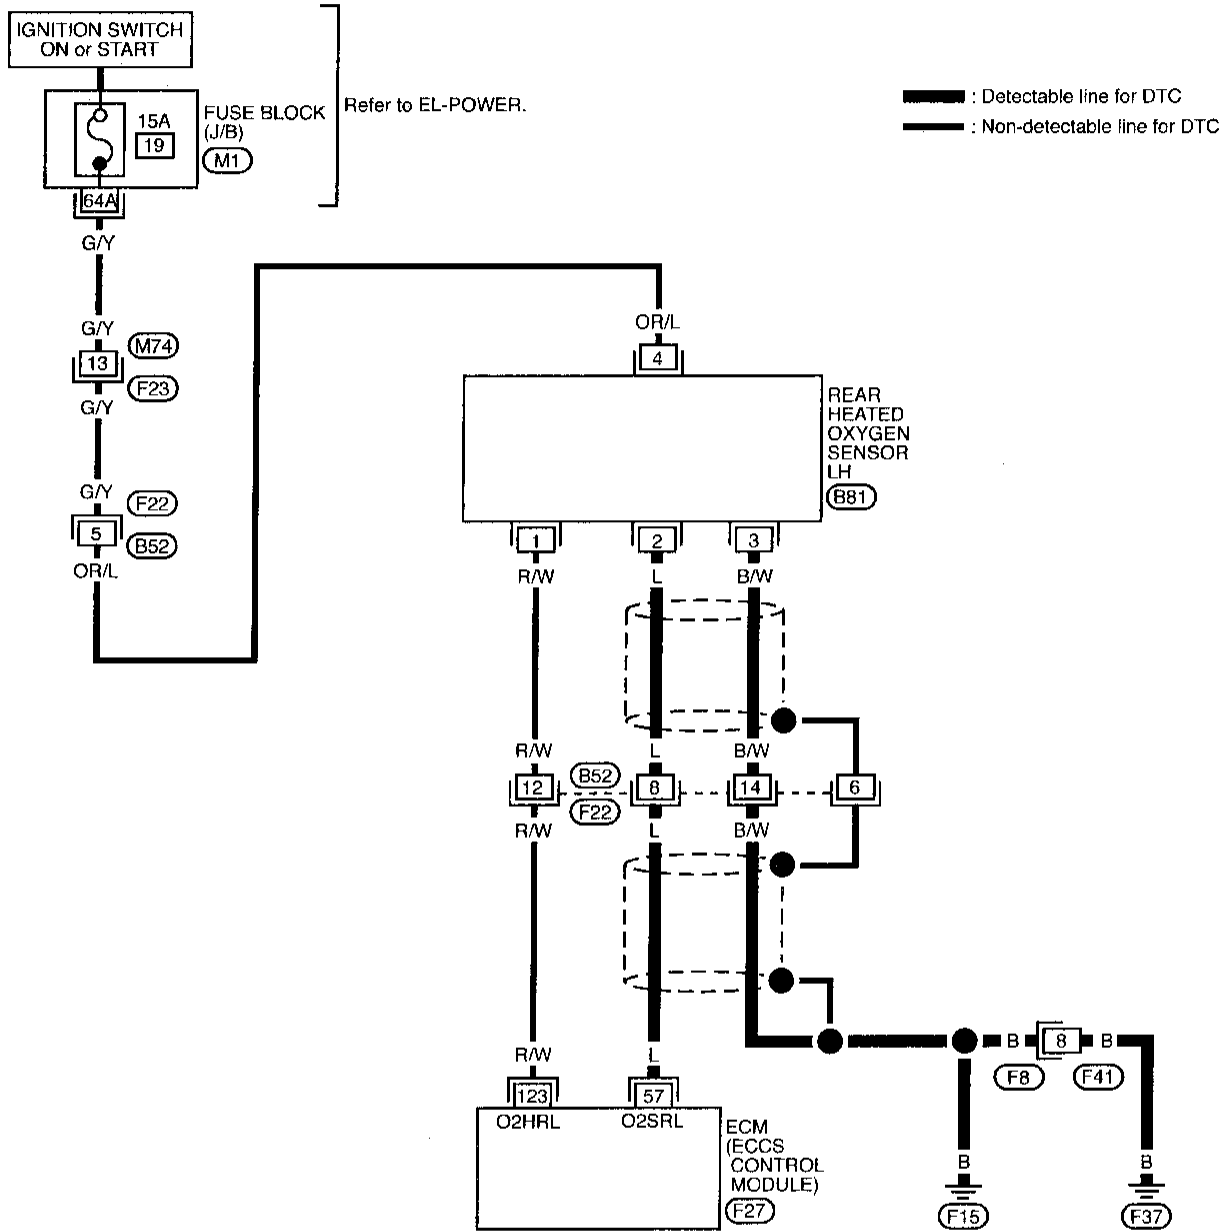 IGNITION SWITCH
ON or START
Refer to EL-POWER.
FUSE BLOCK
(J/B)
M1
15A
19
64A
: Detectable line for DTC
: Non-detectable line for DTC
G/Y
G/Y
13
M74
F23
G/Y
G/Y
F22
5
B52
OR/L
OR/L
4
REAR
HEATED
OXYGEN
SENSOR
LH
B81
1
2
3
R/W
L
B/W
R/W
L
B/W
12
B52
F22
8
14
6
R/W
L
B/W
R/W
L
123
57
O2HRL
O2SRL
ECM
(ECCS
CONTROL
MODULE)
F27
B
8
B
F8
F41
B
B
F15
F37